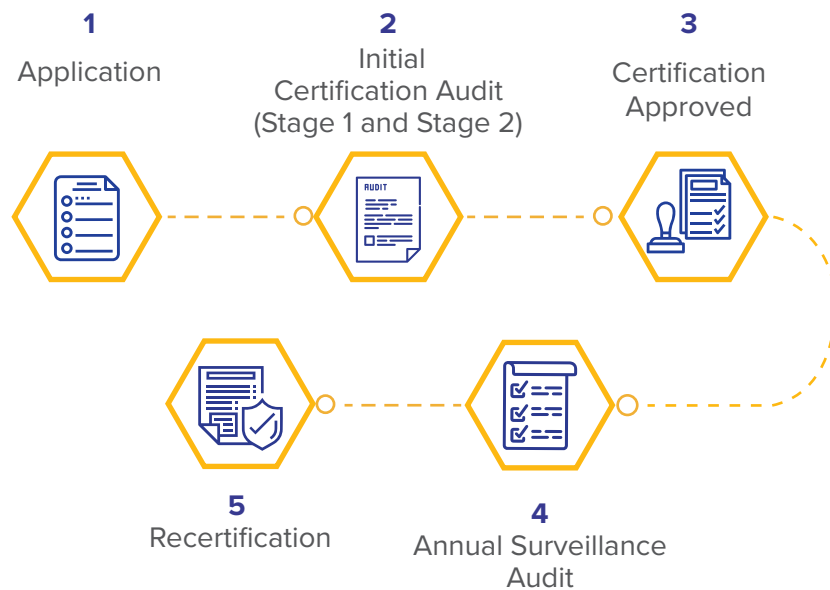 1
Application
2
Initial
Certification Audit
(Stage 1 and Stage 2)
AUDIT
3
Certification
Approved
4
Annual Surveillance
Audit
5
Recertification